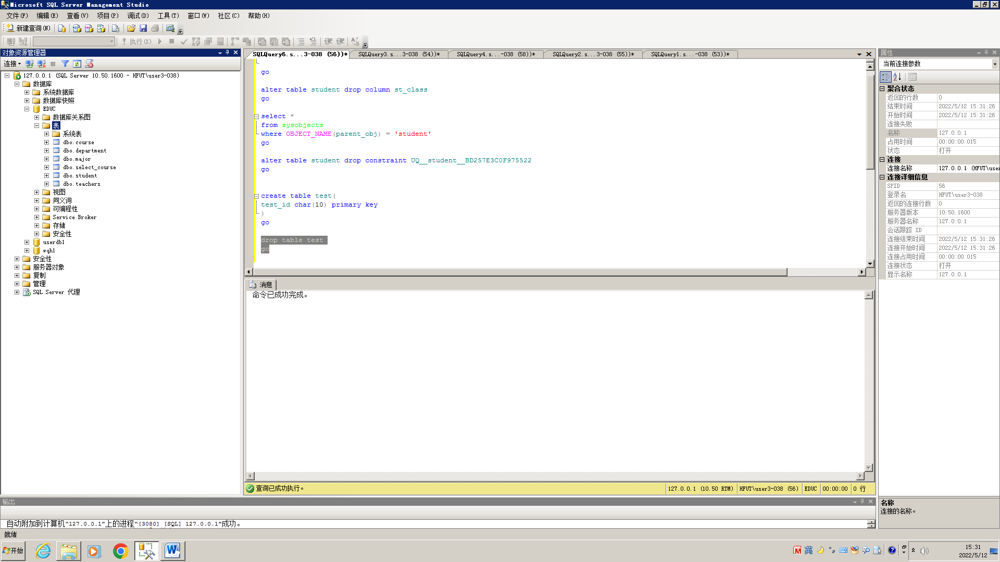 Microsoft SQL Server Management Studio
文件(F) 编辑(E) 查看(V) 项目(P) 调试(D) 工具(T) 窗口(W) 社区(C) 帮助(H)
新建查询(N)
执行(X)
对象资源管理器
连接
127.0.0.1 (SQL Server 10.50.1600 - HFUT\user3-038)
数据库
系统数据库
数据库快照
EDUC
数据库关系图
表
系统表
dbo.course
dbo.department
dbo.major
dbo.select_course
dbo.student
dbo.teachers
视图
同义词
可编程性
Service Broker
存储
安全性
userdb1
wqh1
安全性
服务器对象
复制
管理
SQL Server 代理
SQLQuery6.s...3-038 (56))* SQLQuery3.s...3-038 (54))* SQLQuery4.s...-038 (58))* SQLQuery2.s...3-038 (55))* SQLQuery1.s...-038 (53))*
go
alter table student drop column st_class
go
select *
from sysobjects
where OBJECT_NAME(parent_obj) = 'student'
go
alter table student drop constraint UQ__student__BD257E3C0F975522
go
create table test(
test_id char(10) primary key
)
go
drop table test
go
消息
命令已成功完成。
查询已成功执行。
127.0.0.1 (10.50 RTM) HFUT\user3-038 (56) EDUC 00:00:00 0 行
属性
当前连接参数
聚合状态
返回的行数 0
结束时间 2022/5/12 15:31:26
开始时间 2022/5/12 15:31:26
连接失败
名称 127.0.0.1
占用时间 00:00:00.015
状态 打开
连接
连接名称 127.0.0.1 (HFUT\use
连接详细信息
SPID 56
登录名 HFUT\user3-038
返回的连接行数 0
服务器版本 10.50.1600
服务器名称 127.0.0.1
会话跟踪 ID
连接结束时间 2022/5/12 15:31:26
连接开始时间 2022/5/12 15:31:26
连接占用时间 00:00:00.015
连接状态 打开
显示名称 127.0.0.1
名称
连接的名称。
输出
自动附加到计算机“127.0.0.1”上的进程“[3080] [SQL] 127.0.0.1”成功。
就绪
开始
英
15:31
2022/5/12